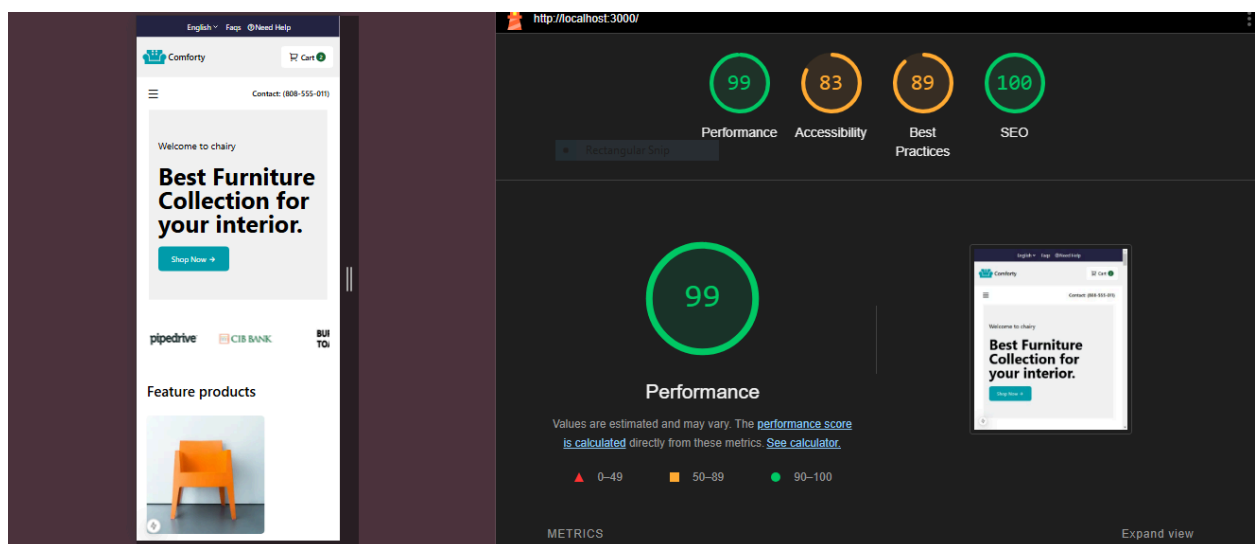 English Faqs Need Help
Comforty
Cart 2
Contact: (808-555-011)
Welcome to chairy
Best Furniture
Collection for
your interior.
Shop Now →
pipedrive
CIB BANK
Feature products
http://localhost:3000/
99
83
89
100
Performance
Accessibility
Best
Practices
SEO
Rectangular Snip
99
Performance
Values are estimated and may vary. The performance score
is calculated directly from these metrics. See calculator.
0–49
50–89
90–100
English Faqs Need Help
Comforty
Cart
Contact: (808-555-011)
Welcome to chairy
Best Furniture
Collection for
your interior.
Shop Now →
METRICS
Expand view